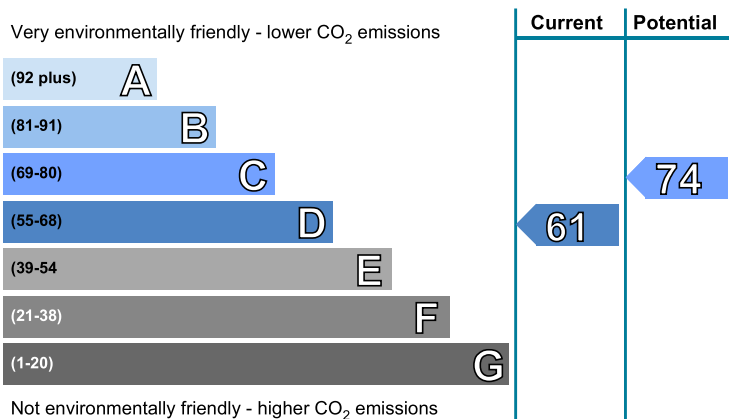 Very environmentally friendly - lower CO2 emissions
Current
Potential
(92 plus) A
(81-91) B
(69-80) C
74
(55-68) D
61
(39-54 E
(21-38) F
(1-20) G
Not environmentally friendly - higher CO2 emissions